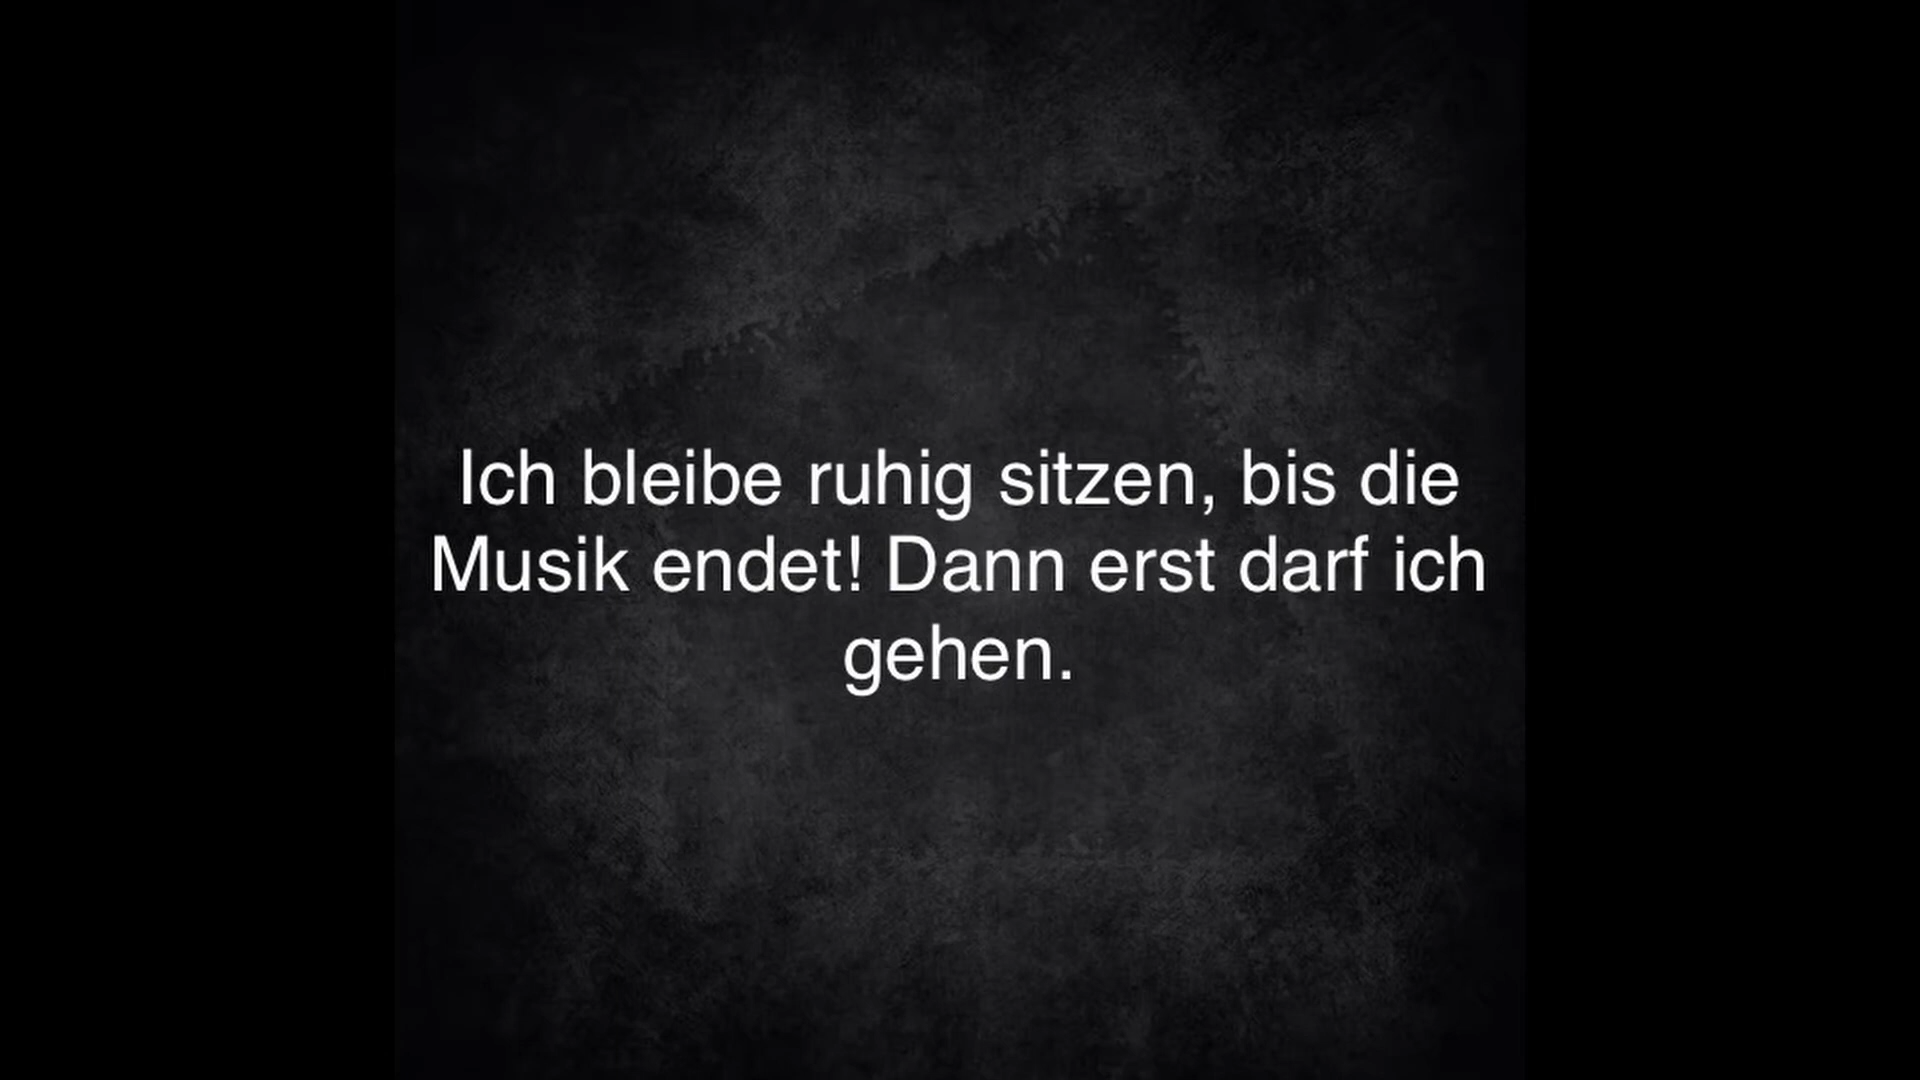 Ich bleibe ruhig sitzen, bis die
Musik endet! Dann erst darf ich
gehen.